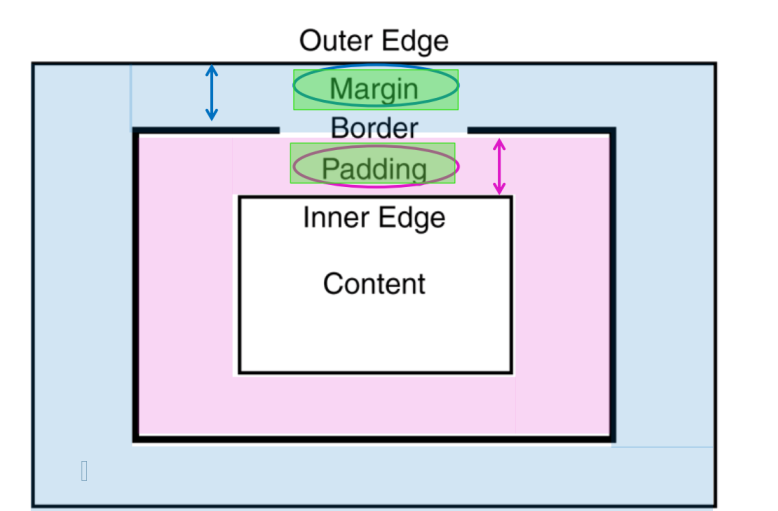 Outer Edge
Margin
Border
Padding
Inner Edge
Content